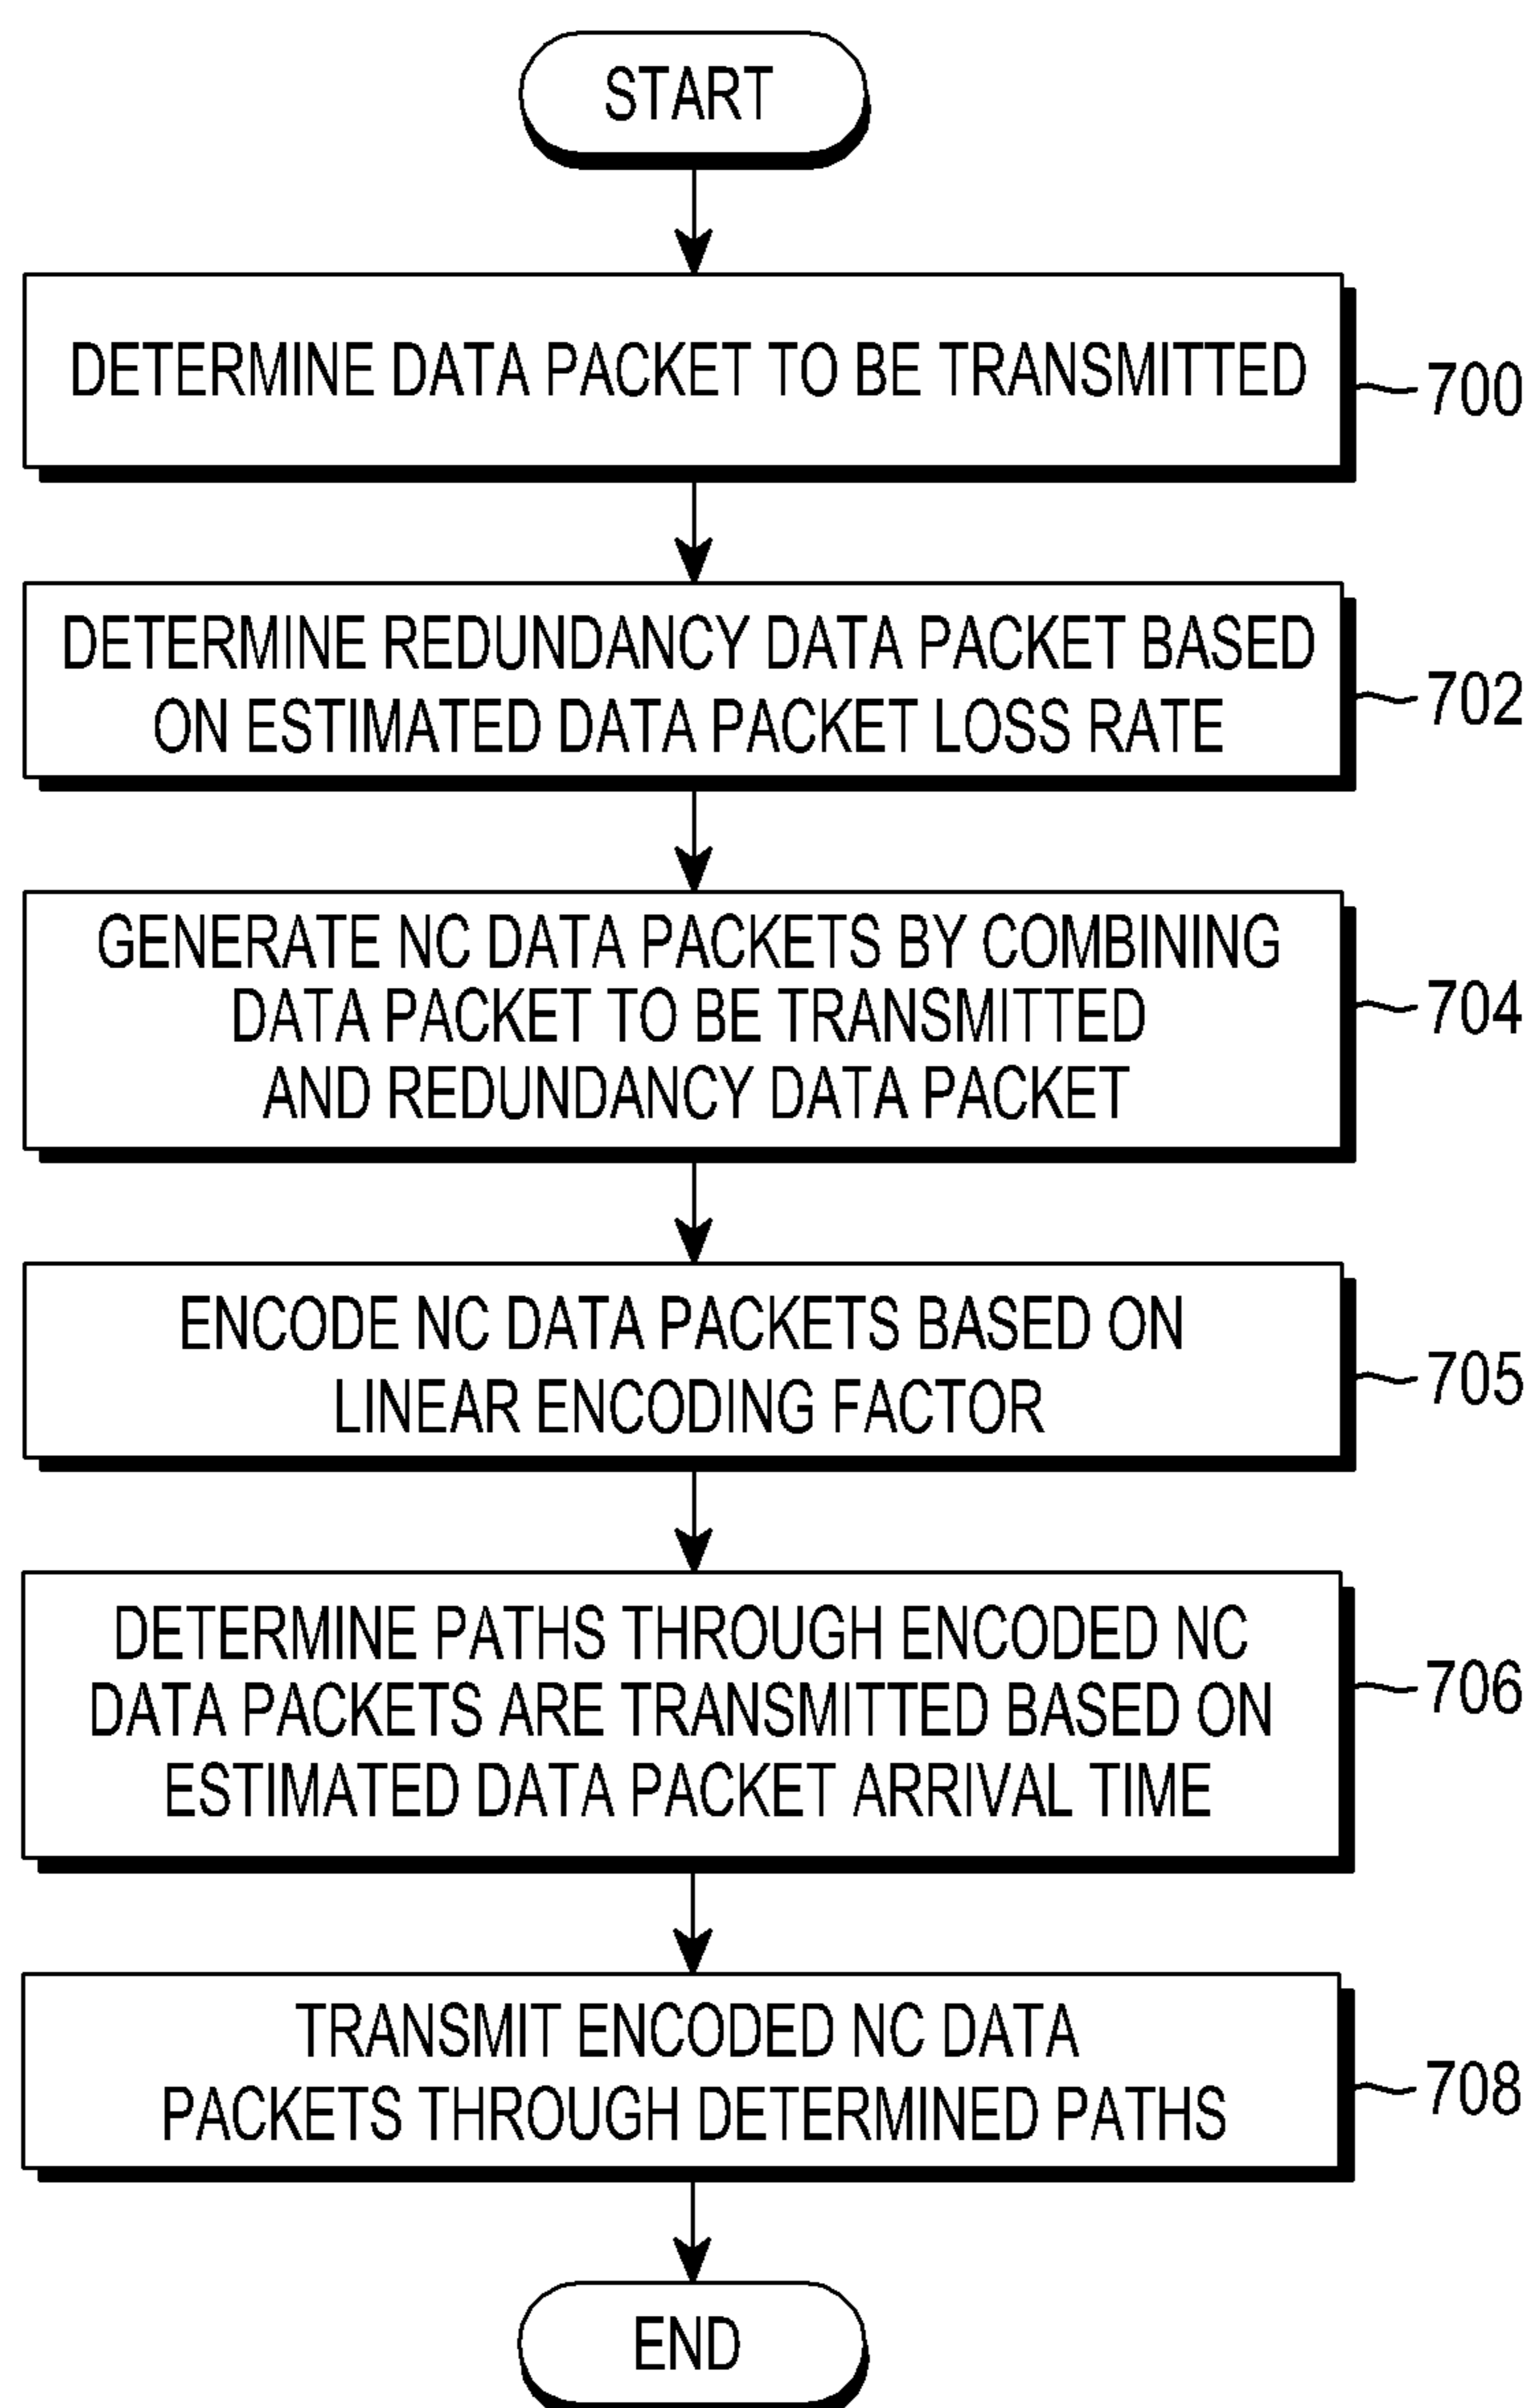 START
DETERMINE DATA PACKET TO BE TRANSMITTED
700
DETERMINE REDUNDANCY DATA PACKET BASED
ON ESTIMATED DATA PACKET LOSS RATE
702
GENERATE NC DATA PACKETS BY COMBINING
DATA PACKET TO BE TRANSMITTED
AND REDUNDANCY DATA PACKET
704
ENCODE NC DATA PACKETS BASED ON
LINEAR ENCODING FACTOR
705
DETERMINE PATHS THROUGH ENCODED NC
DATA PACKETS ARE TRANSMITTED BASED ON
ESTIMATED DATA PACKET ARRIVAL TIME
706
TRANSMIT ENCODED NC DATA
PACKETS THROUGH DETERMINED PATHS
708
END